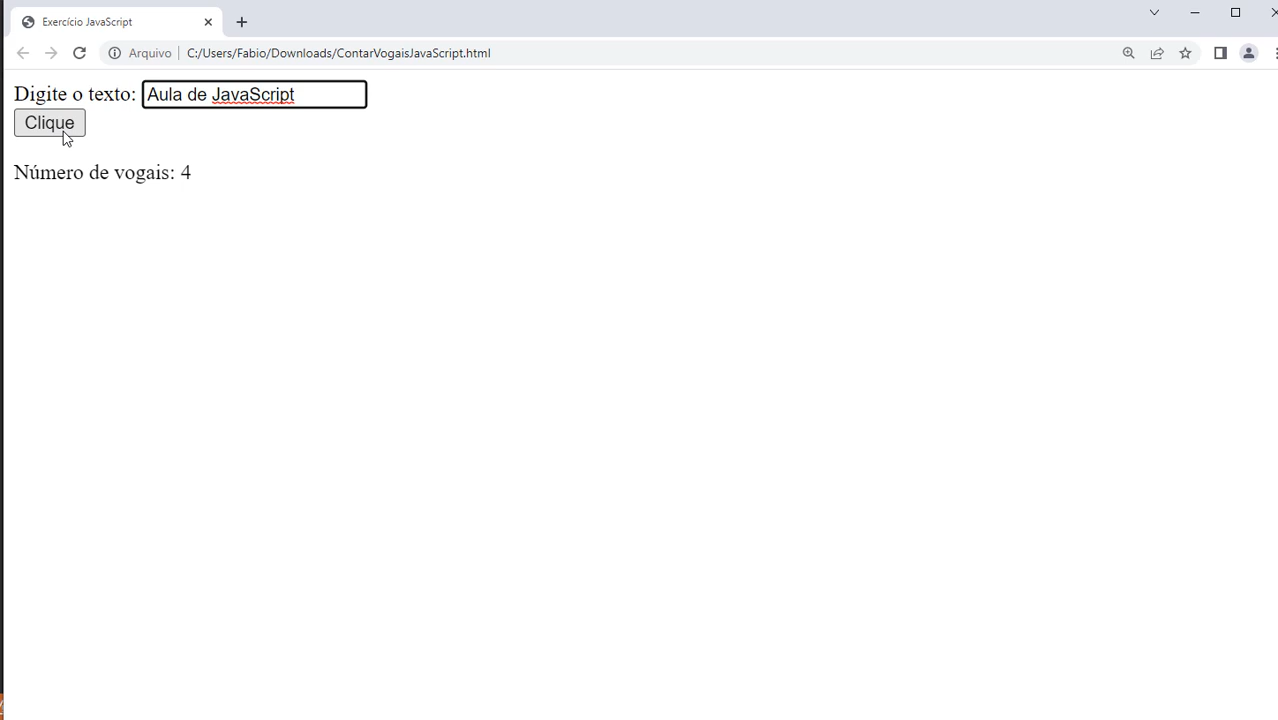 Exercício JavaScript
Arquivo C:/Users/Fabio/Downloads/ContarVogaisJavaScript.html
Digite o texto: Aula de JavaScript
Clique
Número de vogais: 4